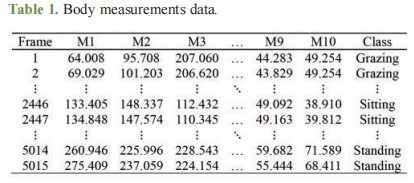 Table 1. Body measurements data.
Frame M1 M2 M3 ... M9 M10 Class
1 64.008 95.708 207.060 ... 44.283 49.254 Grazing
2 69.029 101.203 206.620 ... 43.829 49.254 Grazing
⋮ ⋮ ⋮ ⋮ ⋱ ⋮ ⋮ ⋮
2446 133.405 148.337 112.432 ... 49.092 38.910 Sitting
2447 134.848 147.574 110.345 ... 49.163 39.812 Sitting
⋮ ⋮ ⋮ ⋮ ⋱ ⋮ ⋮ ⋮
5014 260.946 225.996 228.543 ... 59.682 71.589 Standing
5015 275.409 237.059 224.154 ... 55.444 68.411 Standing